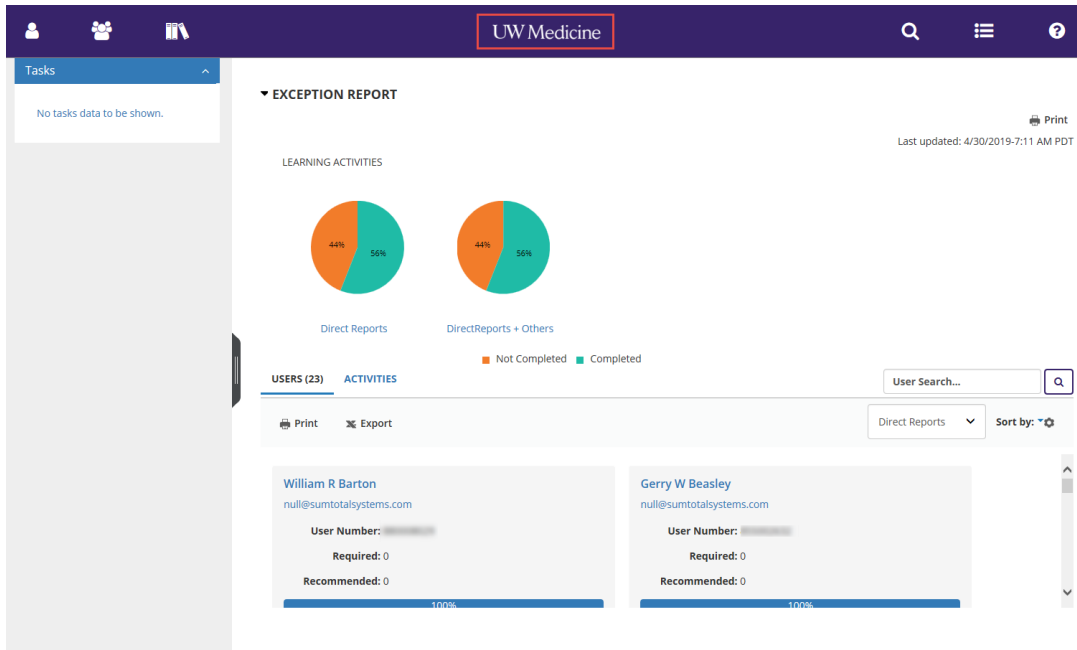 UW Medicine
Tasks
No tasks data to be shown.
EXCEPTION REPORT
Print
Last updated: 4/30/2019-7:11 AM PDT
LEARNING ACTIVITIES
44% 56% 44% 56%
Direct Reports DirectReports + Others
Not Completed Completed
USERS (23) ACTIVITIES User Search...
Print Export Direct Reports Sort by:
William R Barton Gerry W Beasley
null@sumtotalsystems.com null@sumtotalsystems.com
User Number: User Number:
Required: 0 Required: 0
Recommended: 0 Recommended: 0
100% 100%